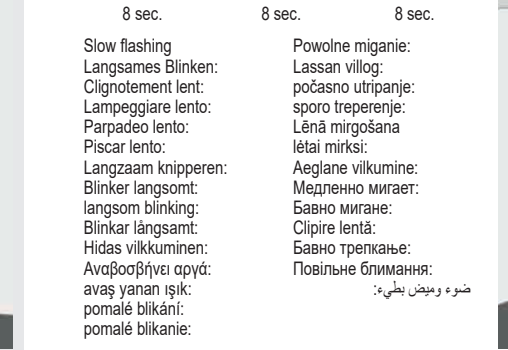 8 sec. 8 sec. 8 sec.
Slow flashing
Langsames Blinken:
Clignotement lent:
Lampeggiare lento:
Parpadeo lento:
Piscar lento:
Langzaam knipperen:
Blinker langsomt:
langsom blinking:
Blinkar långsamt:
Hidas vilkkuminen:
Αναβοσβήνει αργά:
avaş yanan ışık:
pomalé blikání:
pomalé blikanie:
Powolne miganie:
Lassan villog:
počasno utripanje:
sporo treperenje:
Lēnā mirgošana
lėtai mirksi:
Aeglane vilkumine:
Медленно мигает:
Бавно мигане:
Clipire lentă:
Бавно трепкање:
Повільне блимання:
ضوء وميض بطيء: